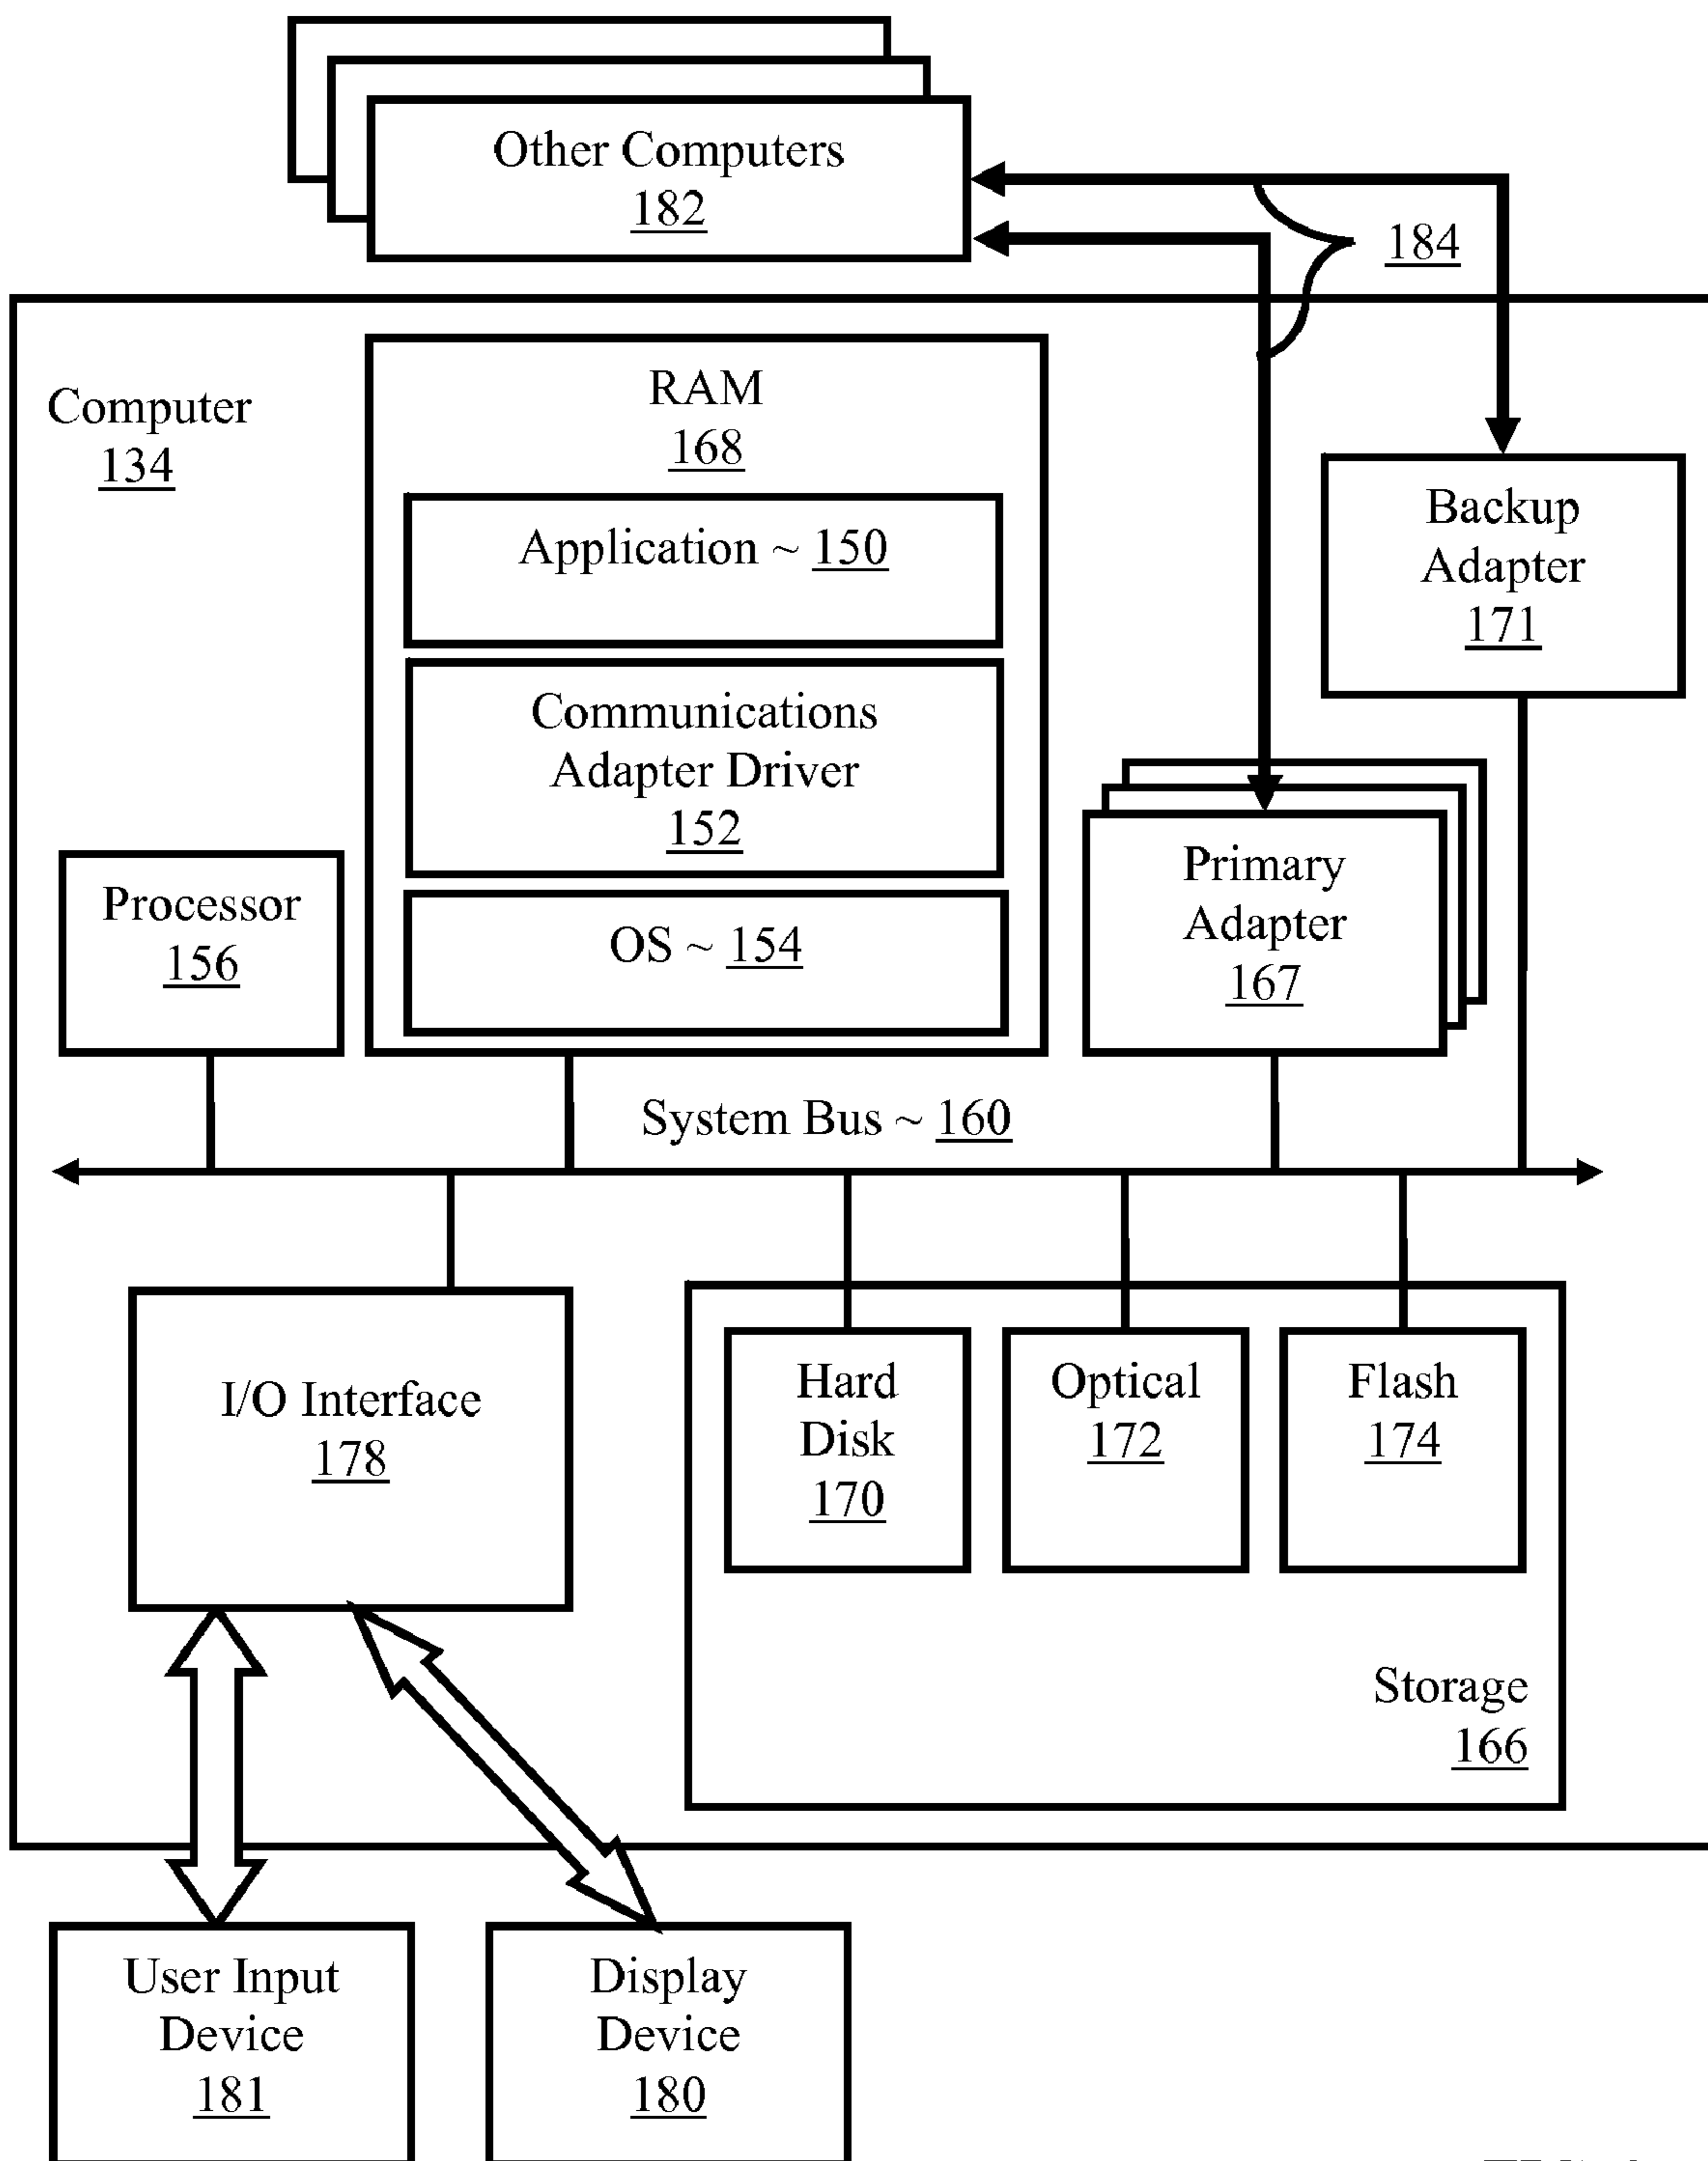 Other Computers
182
184
Computer
134
RAM
168
Application ~ 150
Communications
Adapter Driver
152
OS ~ 154
Backup
Adapter
171
Processor
156
Primary
Adapter
167
System Bus ~ 160
I/O Interface
178
Hard
Disk
170
Optical
172
Flash
174
Storage
166
User Input
Device
181
Display
Device
180